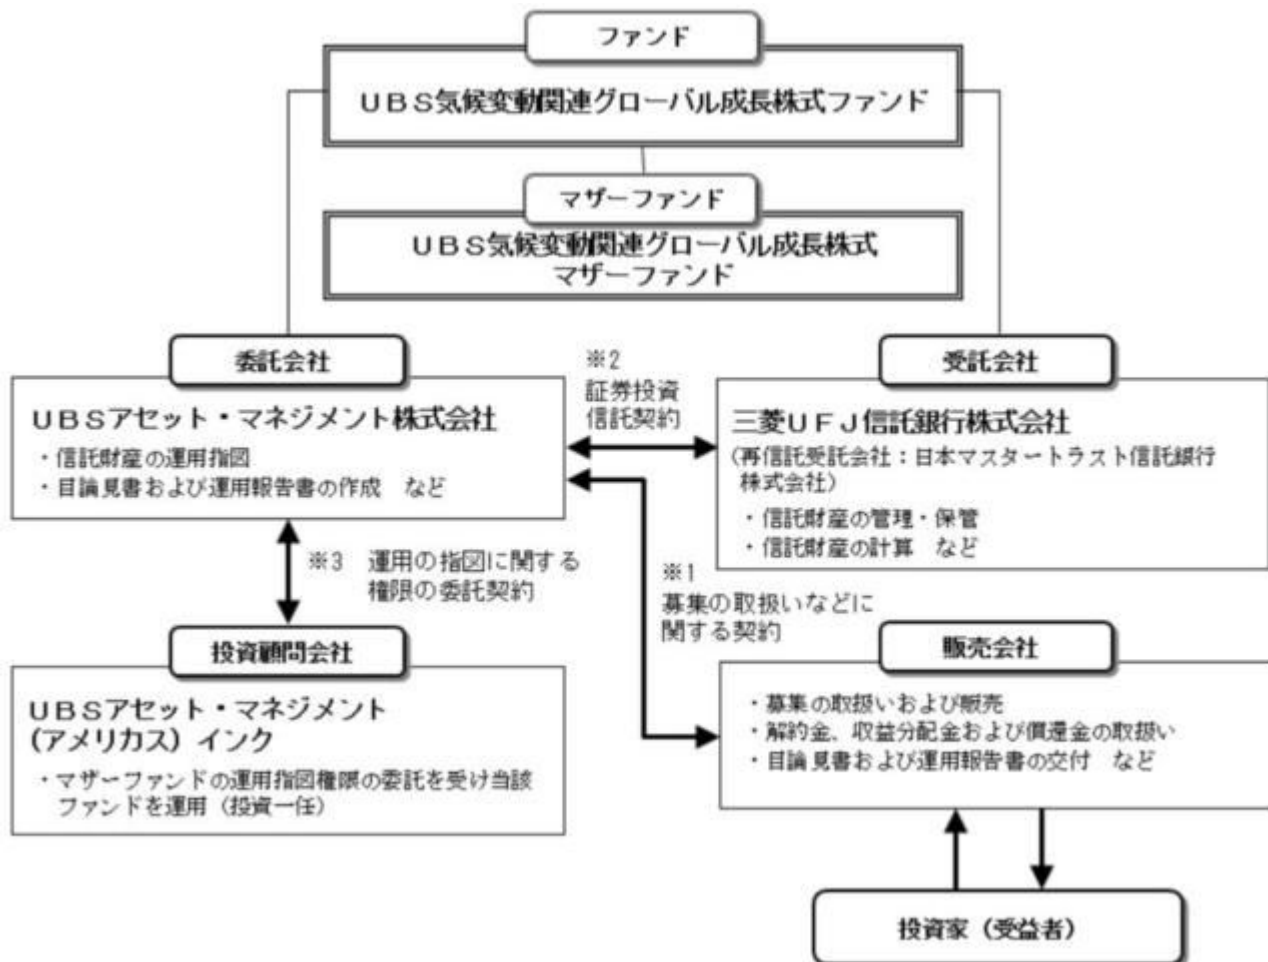 ファンド
UBS気候変動関連グローバル成長株式ファンド
マザーファンド
UBS気候変動関連グローバル成長株式
マザーファンド
委託会社
UBSアセット・マネジメント株式会社
・信託財産の運用指図
・目論見書および運用報告書の作成　など
※2
証券投資
信託契約
受託会社
三菱UFJ信託銀行株式会社
（再信託受託会社：日本マスタートラスト信託銀行
株式会社）
・信託財産の管理・保管
・信託財産の計算　など
※3　運用の指図に関する
権限の委託契約
※1
募集の取扱いなどに
関する契約
投資顧問会社
UBSアセット・マネジメント
（アメリカス）インク
・マザーファンドの運用指図権限の委託を受け当該
ファンドを運用（投資一任）
販売会社
・募集の取扱いおよび販売
・解約金、収益分配金および償還金の取扱い
・目論見書および運用報告書の交付　など
投資家（受益者）